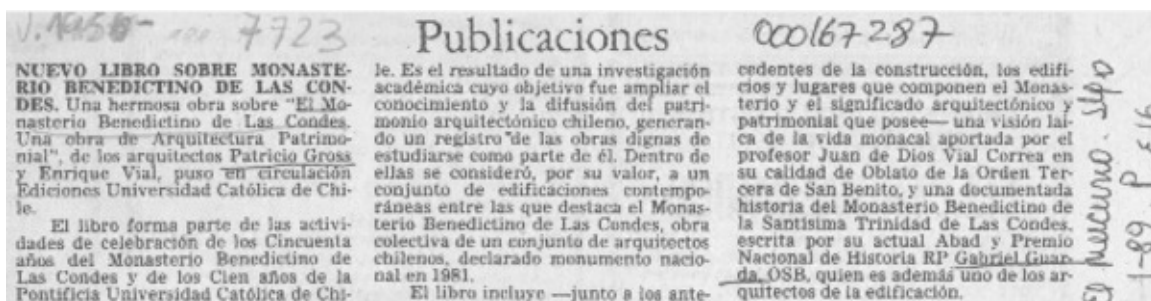 7723
Publicaciones
000167287
NUEVO LIBRO SOBRE MONASTE-
RIO BENEDICTINO DE LAS CON-
DES. Una hermosa obra sobre "El Mo-
nasterio Benedictino de Las Condes.
Una obra de Arquitectura Patrimo-
nial", de los arquitectos Patricio Gross
y Enrique Vial, puso en circulación
Ediciones Universidad Católica de Chi-
le.
El libro forma parte de las activi-
dades de celebración de los Cincuenta
años del Monasterio Benedictino de
Las Condes y de los Cien años de la
Pontificia Universidad Católica de Chi-
le. Es el resultado de una investigación
académica cuyo objetivo fue ampliar el
conocimiento y la difusión del patri-
monio arquitectónico chileno, generan-
do un registro de las obras dignas de
estudiarse como parte de él. Dentro de
ellas se consideró, por su valor, a un
conjunto de edificaciones contempo-
ráneas entre las que destaca el Monas-
terio Benedictino de Las Condes, obra
colectiva de un conjunto de arquitectos
chilenos, declarado monumento nacio-
nal en 1981.
El libro incluye —junto a los ante-
cedentes de la construcción, los edifi-
cios y lugares que componen el Monas-
terio y el significado arquitectónico y
patrimonial que posee— una visión lai-
ca de la vida monacal aportada por el
profesor Juan de Dios Vial Correa en
su calidad de Oblato de la Orden Ter-
cera de San Benito, y una documentada
historia del Monasterio Benedictino de
la Santísima Trinidad de Las Condes,
escrita por su actual Abad y Premio
Nacional de Historia RP Gabriel Guar-
da, OSB, quien es además uno de los ar-
quitectos de la edificación.
El Mercurio. Stgo